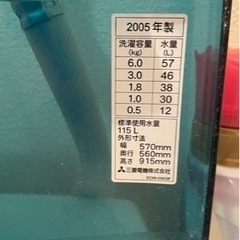 2005年製
洗濯容量(kg) 水量(L)
6.0 57
3.0 46
1.8 38
1.0 30
0.5 12
標準使用水量
115L
外形寸法
幅 570mm
奥行 560mm
高さ 915mm
三菱電機株式会社